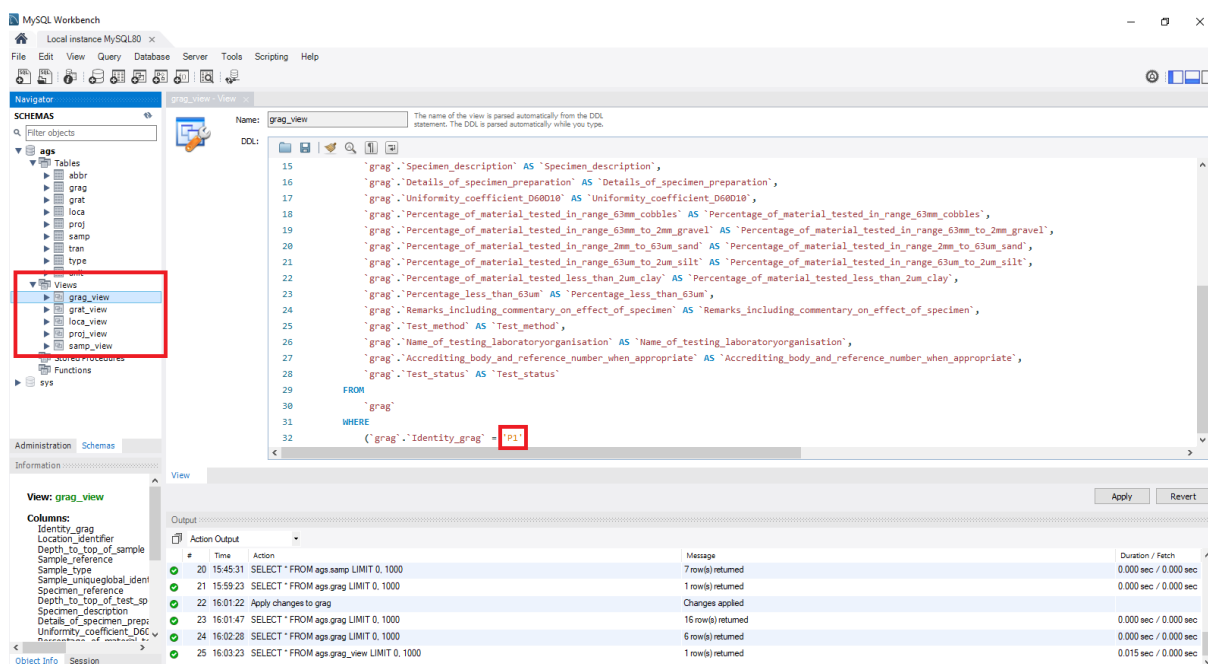 MySQL Workbench
Local instance MySQL80
File Edit View Query Database Server Tools Scripting Help
Navigator
SCHEMAS
Filter objects
ags
Tables
abbr
grag
grat
loca
proj
samp
tran
type
unit
Views
grag_view
grat_view
loca_view
proj_view
samp_view
Stored Procedures
Functions
sys
Administration Schemas
Information
View: grag_view
Columns:
Identity_grag
Location_identifier
Depth_to_top_of_sample
Sample_reference
Sample_type
Sample_uniqueglobal_ident
Specimen_reference
Depth_to_top_of_test_sp
Specimen_description
Details_of_specimen_prepa
Uniformity_coefficient_D60
Object Info Session
grag_view - View
Name: grag_view
The name of the view is parsed automatically from the DDL
statement. The DDL is parsed automatically while you type.
DDL:
15 `grag`.`Specimen_description` AS `Specimen_description`,
16 `grag`.`Details_of_specimen_preparation` AS `Details_of_specimen_preparation`,
17 `grag`.`Uniformity_coefficient_D60D10` AS `Uniformity_coefficient_D60D10`,
18 `grag`.`Percentage_of_material_tested_in_range_63mm_cobbles` AS `Percentage_of_material_tested_in_range_63mm_cobbles`,
19 `grag`.`Percentage_of_material_tested_in_range_63mm_to_2mm_gravel` AS `Percentage_of_material_tested_in_range_63mm_to_2mm_gravel`,
20 `grag`.`Percentage_of_material_tested_in_range_2mm_to_63um_sand` AS `Percentage_of_material_tested_in_range_2mm_to_63um_sand`,
21 `grag`.`Percentage_of_material_tested_in_range_63um_to_2um_silt` AS `Percentage_of_material_tested_in_range_63um_to_2um_silt`,
22 `grag`.`Percentage_of_material_tested_less_than_2um_clay` AS `Percentage_of_material_tested_less_than_2um_clay`,
23 `grag`.`Percentage_less_than_63um` AS `Percentage_less_than_63um`,
24 `grag`.`Remarks_including_commentary_on_effect_of_specimen` AS `Remarks_including_commentary_on_effect_of_specimen`,
25 `grag`.`Test_method` AS `Test_method`,
26 `grag`.`Name_of_testing_laboratoryorganisation` AS `Name_of_testing_laboratoryorganisation`,
27 `grag`.`Accrediting_body_and_reference_number_when_appropriate` AS `Accrediting_body_and_reference_number_when_appropriate`,
28 `grag`.`Test_status` AS `Test_status`
29 FROM
30 `grag`
31 WHERE
32 (`grag`.`Identity_grag` = 'P1'
View
Apply Revert
Output
Action Output
# Time Action Message Duration / Fetch
20 15:45:31 SELECT * FROM ags.samp LIMIT 0, 1000 7 row(s) returned 0.000 sec / 0.000 sec
21 15:59:23 SELECT * FROM ags.grag LIMIT 0, 1000 1 row(s) returned 0.000 sec / 0.000 sec
22 16:01:22 Apply changes to grag Changes applied
23 16:01:47 SELECT * FROM ags.grag LIMIT 0, 1000 16 row(s) returned 0.000 sec / 0.000 sec
24 16:02:28 SELECT * FROM ags.grag LIMIT 0, 1000 6 row(s) returned 0.000 sec / 0.000 sec
25 16:03:23 SELECT * FROM ags.grag_view LIMIT 0, 1000 1 row(s) returned 0.015 sec / 0.000 sec